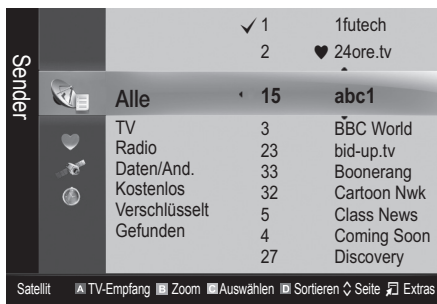 Sender
✓ 1 1futech
2 ♥ 24ore.tv
Alle 15 abc1
TV 3 BBC World
Radio 23 bid-up.tv
Daten/And. 33 Boonerang
Kostenlos 32 Cartoon Nwk
Verschlüsselt 5 Class News
Gefunden 4 Coming Soon
27 Discovery
Satellit A TV-Empfang B Zoom C Auswählen D Sortieren Seite Extras